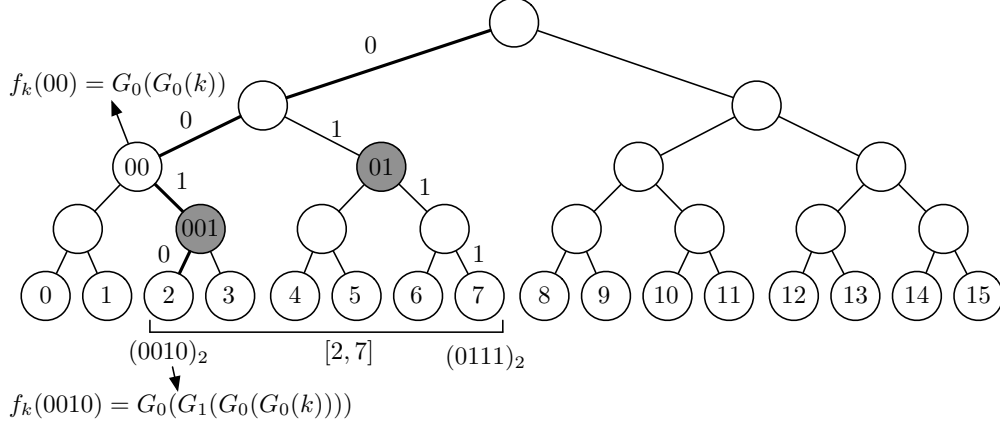 0
f_k(00) = G_0(G_0(k))
0
1
00
01
1
1
001
0
1
0 1 2 3 4 5 6 7 8 9 10 11 12 13 14 15
(0010)_2 [2, 7] (0111)_2
f_k(0010) = G_0(G_1(G_0(G_0(k))))